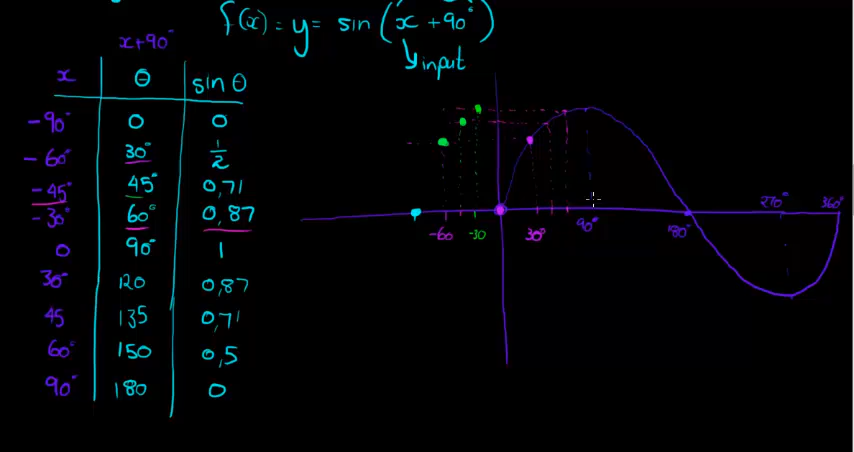 f(x) = y = sin (x + 90°)
y input
x+90°
x θ sin θ
-90° 0 0
-60° 30° 1/2
-45° 45° 0,71
-30° 60° 0,87
0 90° 1
30° 120 0,87
45 135 0,71
60° 150 0,5
90° 180 0
-60 -30 30° 90° 180° 270° 360°